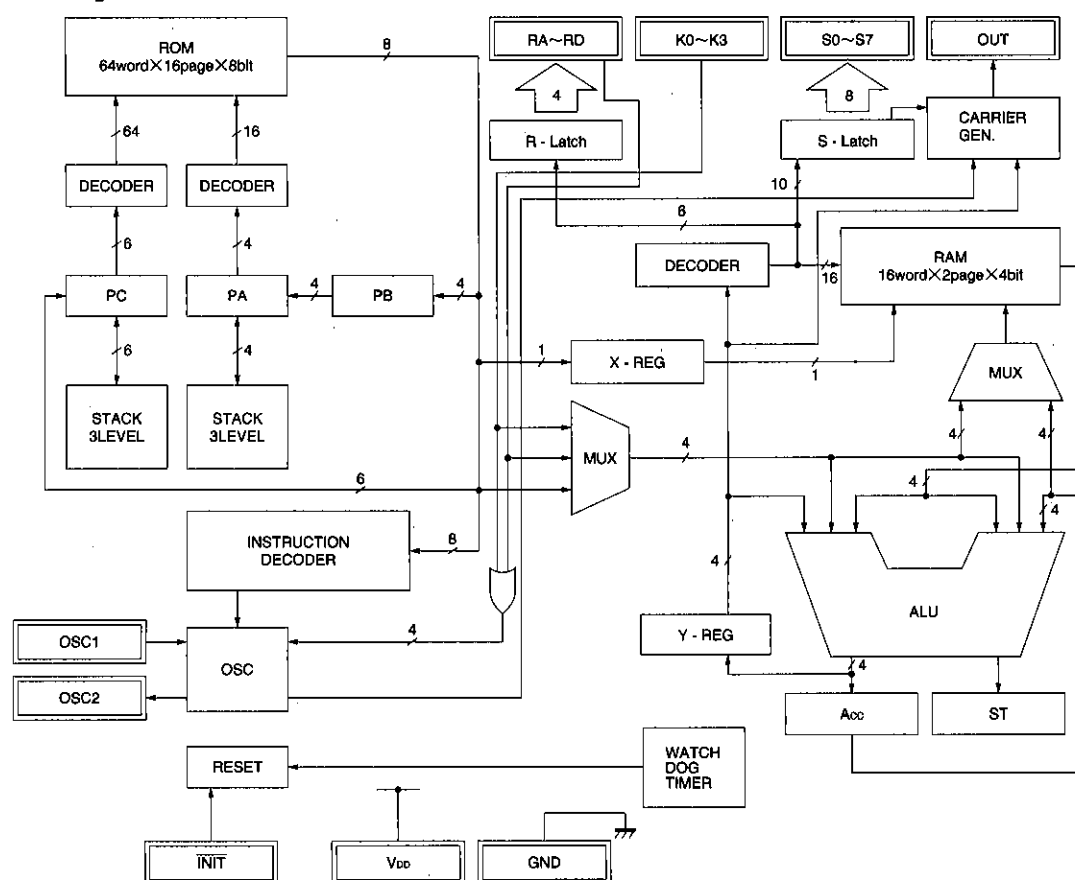 ROM
64word×16page×8bit
8
RA～RD
K0～K3
S0～S7
OUT
4
8
64
16
R - Latch
S - Latch
CARRIER
GEN.
DECODER
DECODER
10
6
6
4
DECODER
16
RAM
16word×2page×4bit
PC
4
PA
4
PB
4
6
4
1
X - REG
1
MUX
STACK
3LEVEL
STACK
3LEVEL
MUX
4
4
4
6
4
4
INSTRUCTION
DECODER
8
4
ALU
OSC1
OSC
4
Y - REG
4
OSC2
Acc
ST
RESET
WATCH
DOG
TIMER
INIT
VDD
GND